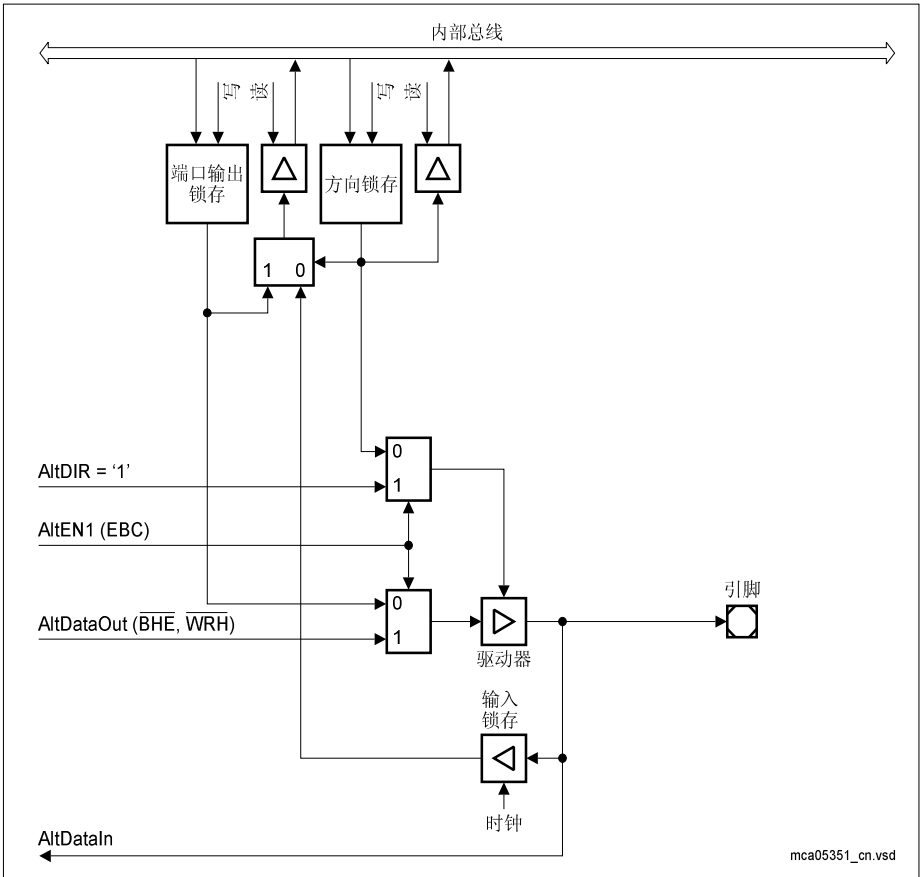 内部总线
写
读
写
读
端口输出
锁存
方向锁存
1 0
0
AltDIR = ‘1’
1
AltEN1 (EBC)
引脚
0
AltDataOut (B̅H̅E̅, W̅R̅H̅)
1
驱动器
输入
锁存
时钟
AltDataIn
mca05351_cn.vsd